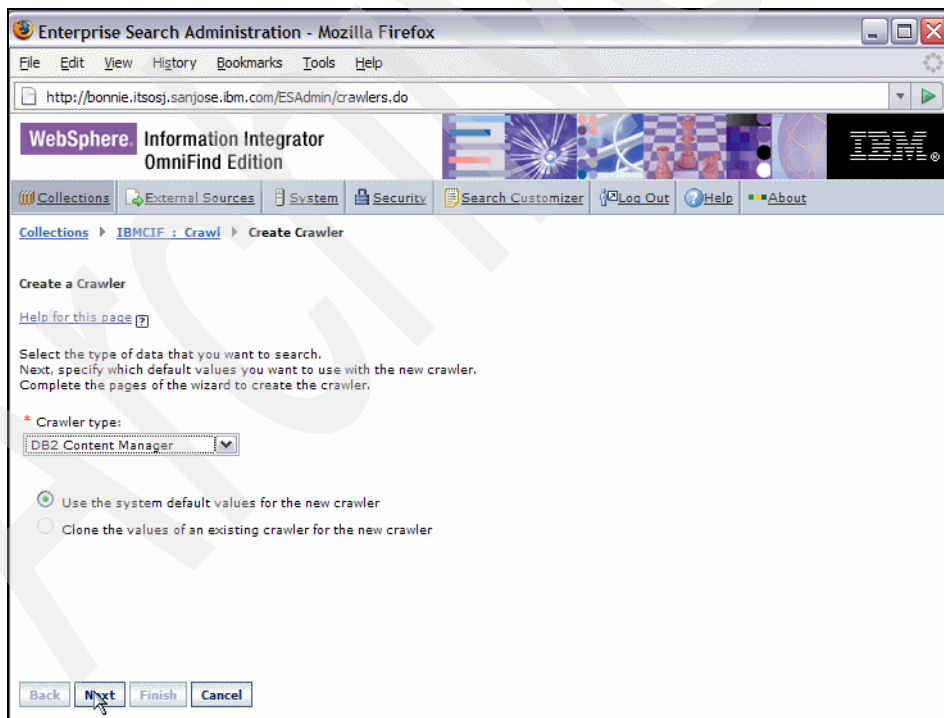 Enterprise Search Administration - Mozilla Firefox
File Edit View History Bookmarks Tools Help
http://bonnie.itsosj.sanjose.ibm.com/ESAdmin/crawlers.do
WebSphere. Information Integrator
OmniFind Edition
IBM®
Collections External Sources System Security Search Customizer Log Out Help About
Collections IBMCIF : Crawl Create Crawler
Create a Crawler
Help for this page ?
Select the type of data that you want to search.
Next, specify which default values you want to use with the new crawler.
Complete the pages of the wizard to create the crawler.
* Crawler type:
DB2 Content Manager
Use the system default values for the new crawler
Clone the values of an existing crawler for the new crawler
Back Next Finish Cancel